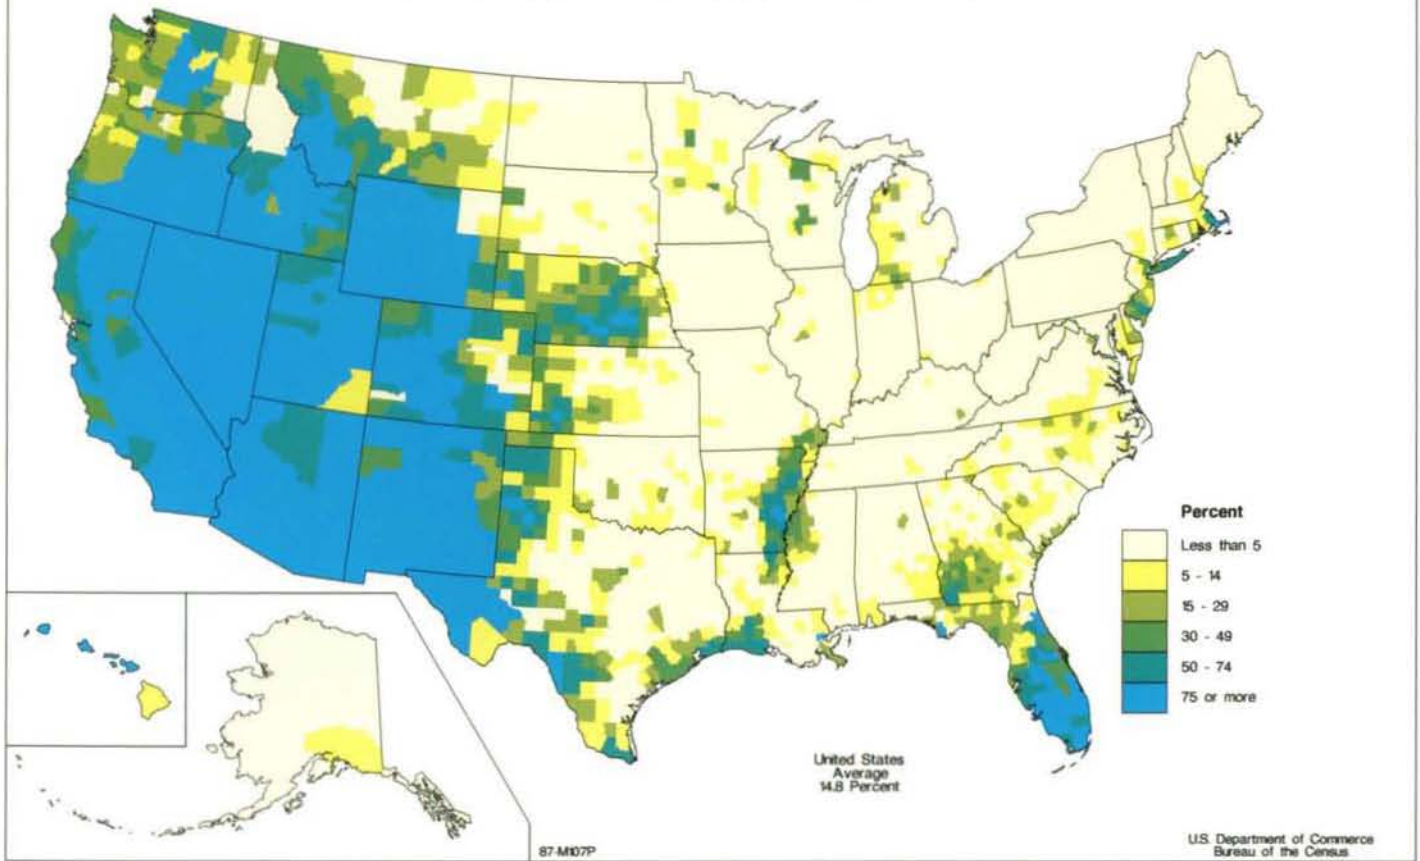 Percent
Less than 5
5 - 14
15 - 29
30 - 49
50 - 74
75 or more
United States
Average
14.8 Percent
87-M107P
U.S. Department of Commerce
Bureau of the Census